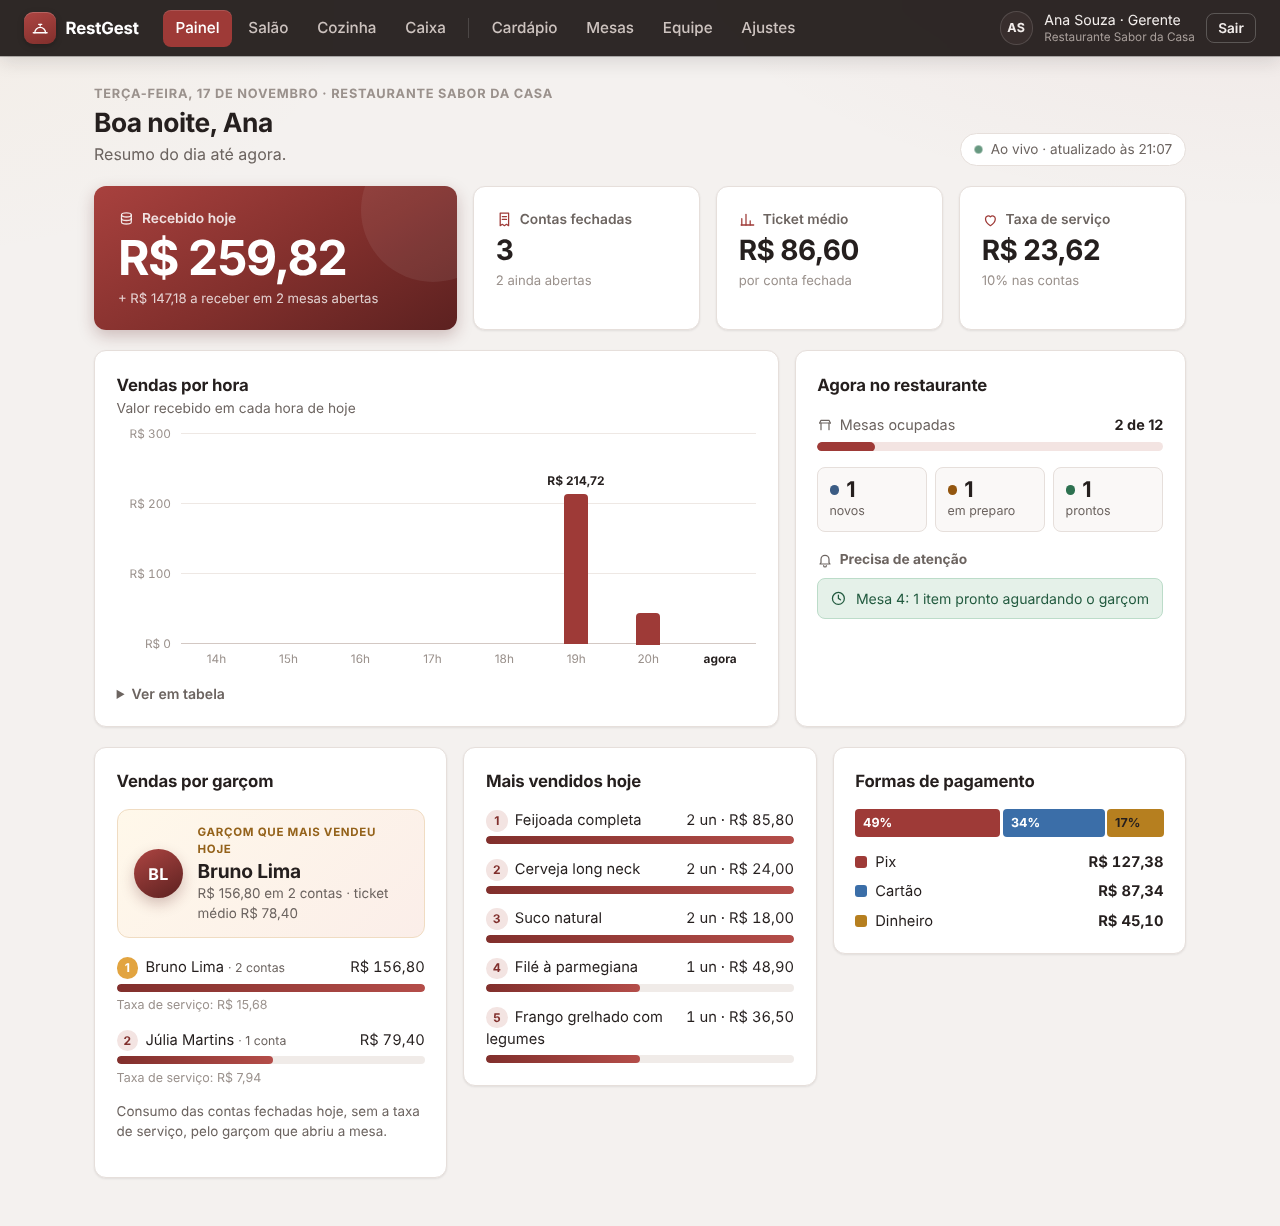 RestGest
Painel
Salão
Cozinha
Caixa
Cardápio
Mesas
Equipe
Ajustes
AS
Ana Souza · Gerente
Restaurante Sabor da Casa
Sair
TERÇA-FEIRA, 17 DE NOVEMBRO · RESTAURANTE SABOR DA CASA
Boa noite, Ana
Resumo do dia até agora.
Ao vivo · atualizado às 21:07
Recebido hoje
R$ 259,82
+ R$ 147,18 a receber em 2 mesas abertas
Contas fechadas
3
2 ainda abertas
Ticket médio
R$ 86,60
por conta fechada
Taxa de serviço
R$ 23,62
10% nas contas
Vendas por hora
Valor recebido em cada hora de hoje
R$ 300
R$ 200
R$ 100
R$ 0
R$ 214,72
14h
15h
16h
17h
18h
19h
20h
agora
Ver em tabela
Agora no restaurante
Mesas ocupadas
2 de 12
1
novos
1
em preparo
1
prontos
Precisa de atenção
Mesa 4: 1 item pronto aguardando o garçom
Vendas por garçom
BL
GARÇOM QUE MAIS VENDEU
HOJE
Bruno Lima
R$ 156,80 em 2 contas · ticket
médio R$ 78,40
1 Bruno Lima · 2 contas R$ 156,80
Taxa de serviço: R$ 15,68
2 Júlia Martins · 1 conta R$ 79,40
Taxa de serviço: R$ 7,94
Consumo das contas fechadas hoje, sem a taxa
de serviço, pelo garçom que abriu a mesa.
Mais vendidos hoje
1 Feijoada completa 2 un · R$ 85,80
2 Cerveja long neck 2 un · R$ 24,00
3 Suco natural 2 un · R$ 18,00
4 Filé à parmegiana 1 un · R$ 48,90
5 Frango grelhado com 1 un · R$ 36,50
legumes
Formas de pagamento
49%
34%
17%
Pix R$ 127,38
Cartão R$ 87,34
Dinheiro R$ 45,10